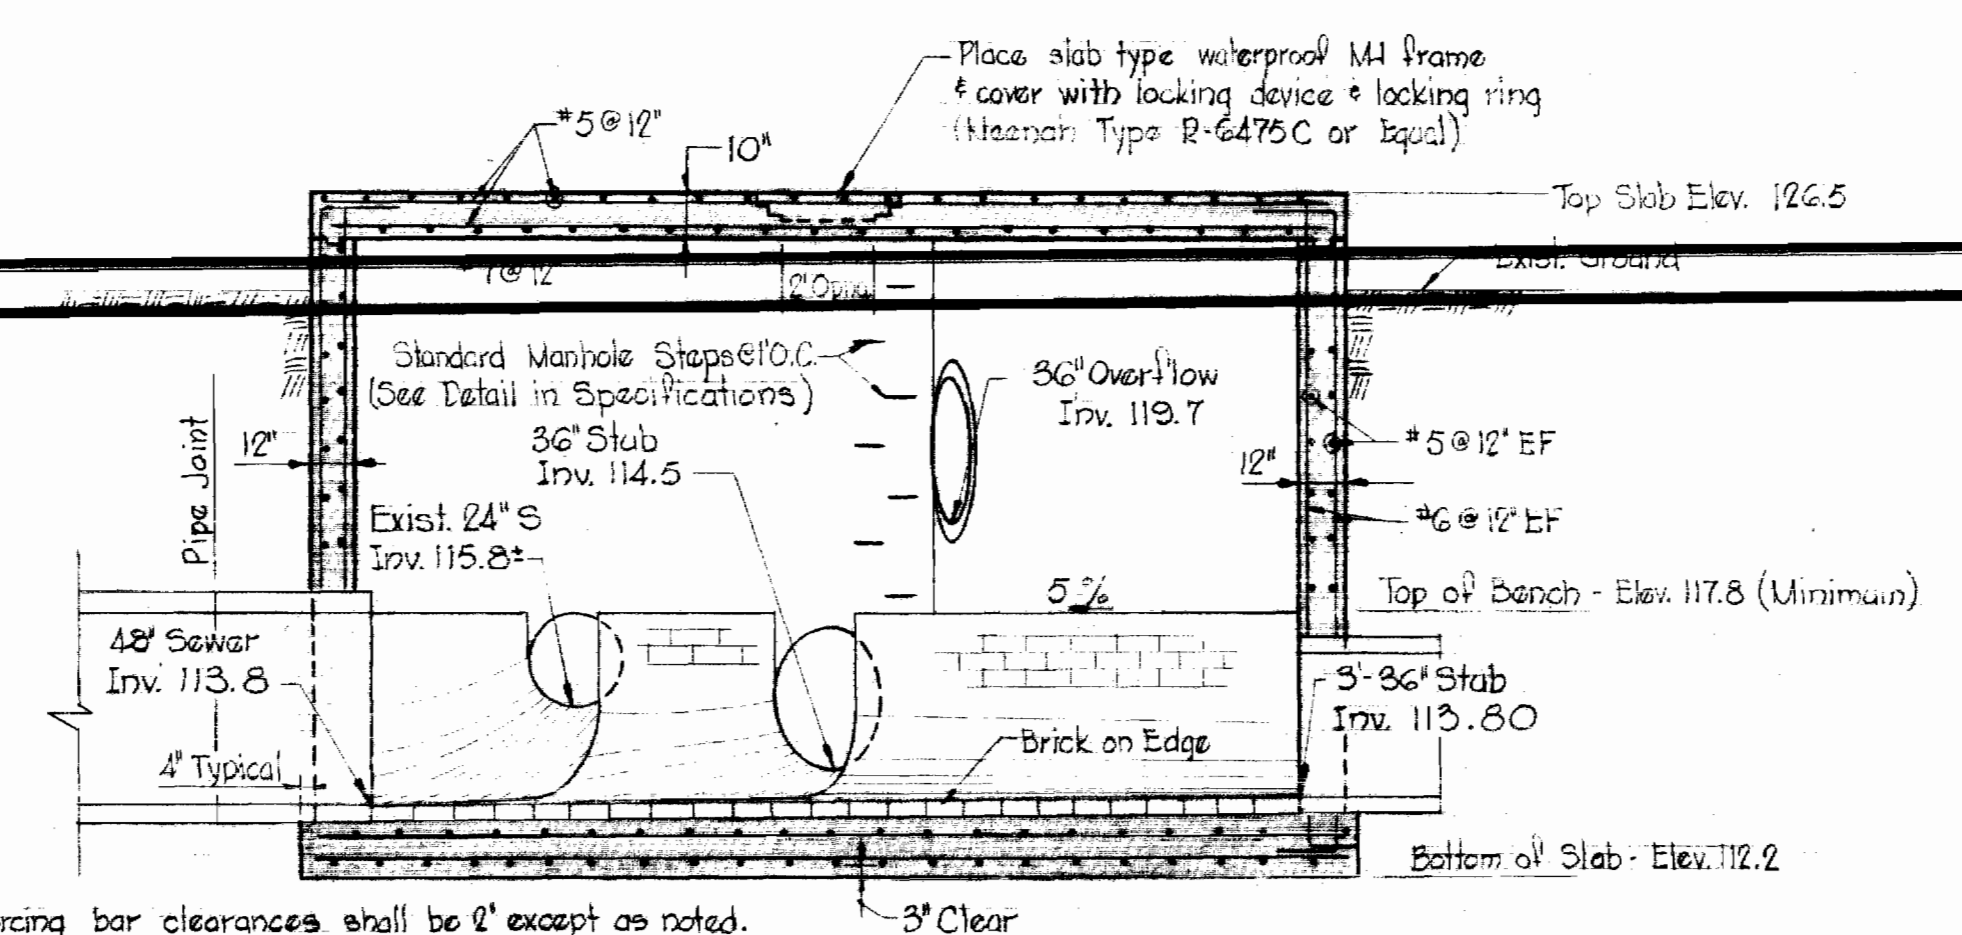 Place slab type waterproof MH frame
& cover with locking device & locking ring
(Neenah Type R-6475C or Equal)
#5@12"
10"
Top Slab Elev. 126.5
Exist. Ground
@12
2' Opng
Standard Manhole Steps@1'O.C.
(See Detail in Specifications)
36" Overflow
Inv. 119.7
Pipe Joint
12"
36" Stub
Inv. 114.5
#5@12" EF
12"
Exist. 24" S
Inv. 115.8±
#6@12" EF
5%
Top of Bench - Elev. 117.8 (Minimum)
48" Sewer
Inv. 113.8
3'-36" Stub
Inv. 113.80
Brick on Edge
4" Typical
Bottom of Slab - Elev. 112.2
rcing bar clearances shall be 2" except as noted.
3" Clear